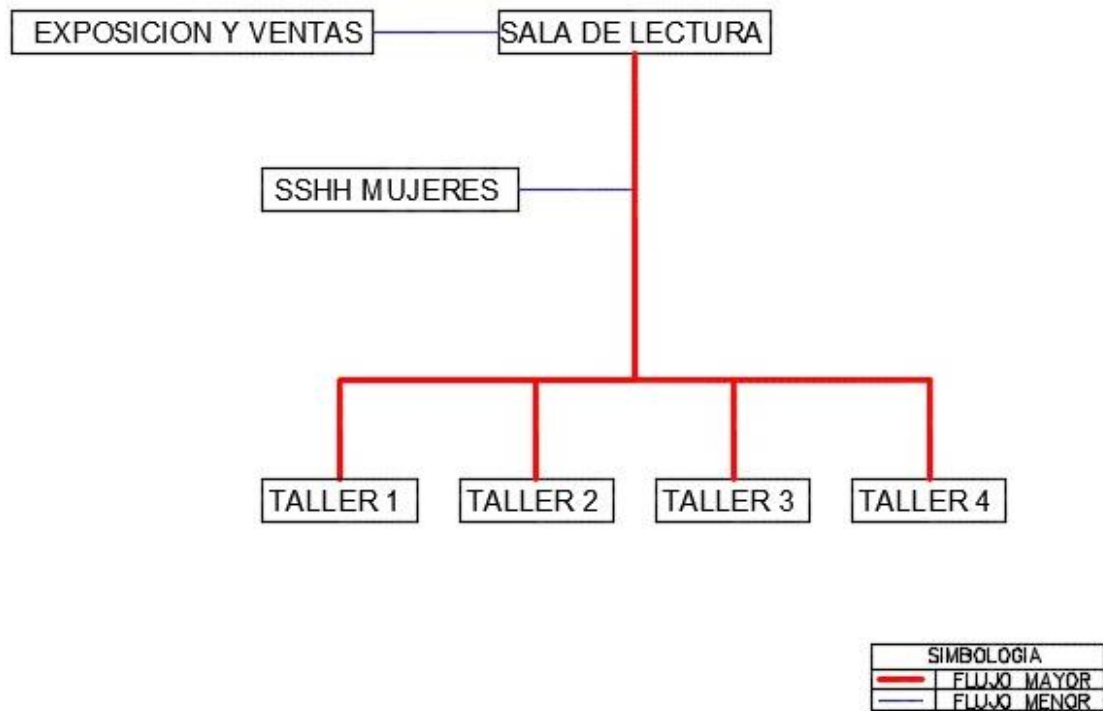 EXPOSICION Y VENTAS
SALA DE LECTURA
SSHH MUJERES
TALLER 1
TALLER 2
TALLER 3
TALLER 4
SIMBOLOGIA
FLUJO MAYOR
FLUJO MENOR